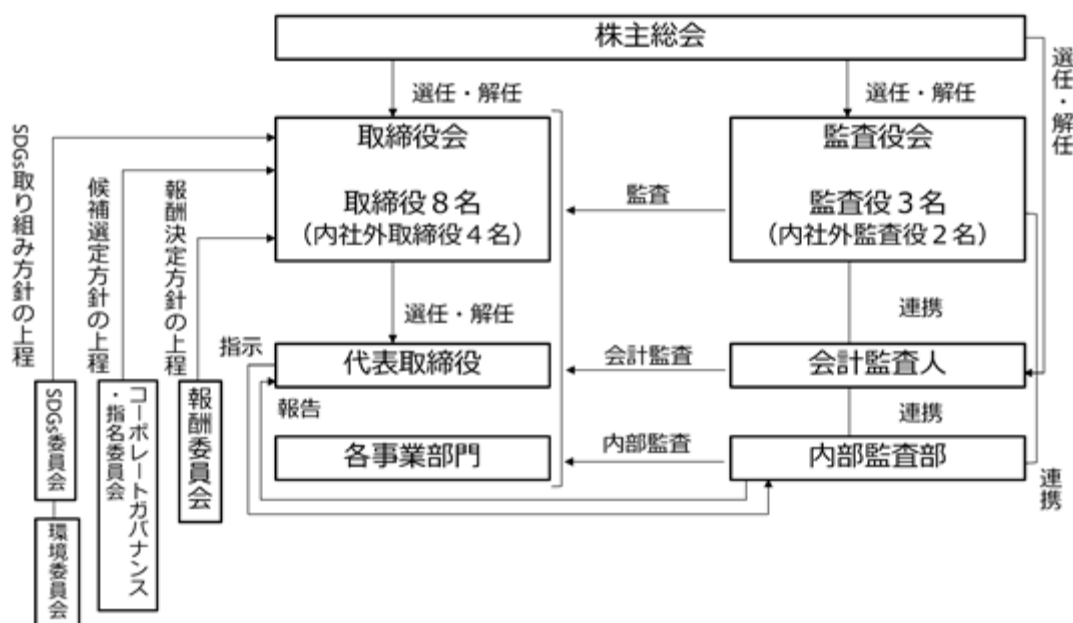 株主総会
選任・解任
選任・解任
選任・解任
取締役会
取締役８名
（内社外取締役４名）
監査
監査役会
監査役３名
（内社外監査役２名）
SDGs取り組み方針の上程
候補選定方針の上程
報酬決定方針の上程
選任・解任
連携
指示
代表取締役
会計監査
会計監査人
報告
連携
各事業部門
内部監査
内部監査部
連携
SDGs委員会
コーポレートガバナンス
・指名委員会
報酬委員会
環境委員会